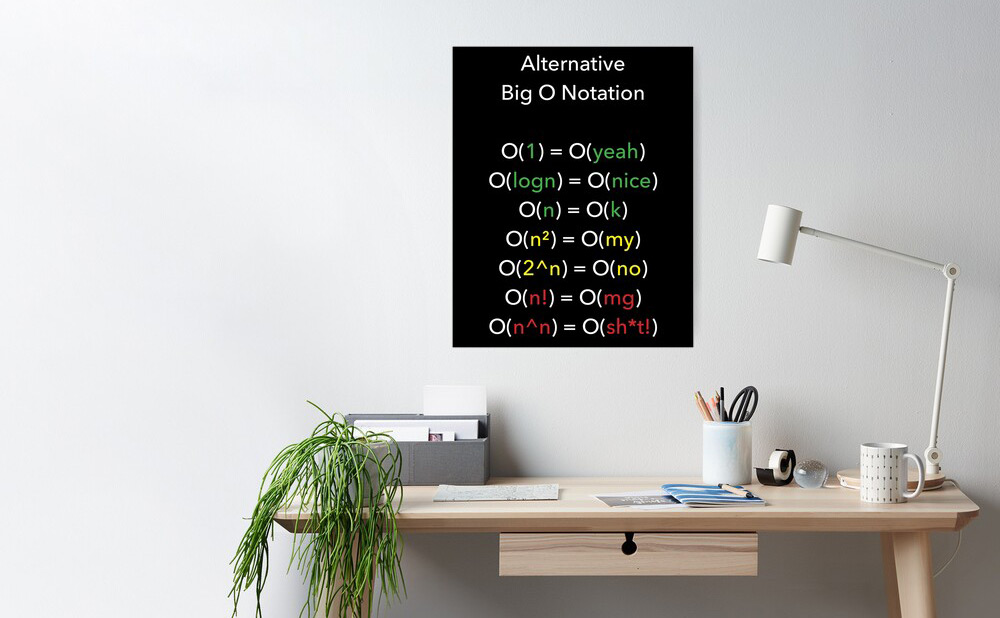 Alternative
Big O Notation
O(1) = O(yeah)
O(logn) = O(nice)
O(n) = O(k)
O(n²) = O(my)
O(2^n) = O(no)
O(n!) = O(mg)
O(n^n) = O(sh*t!)